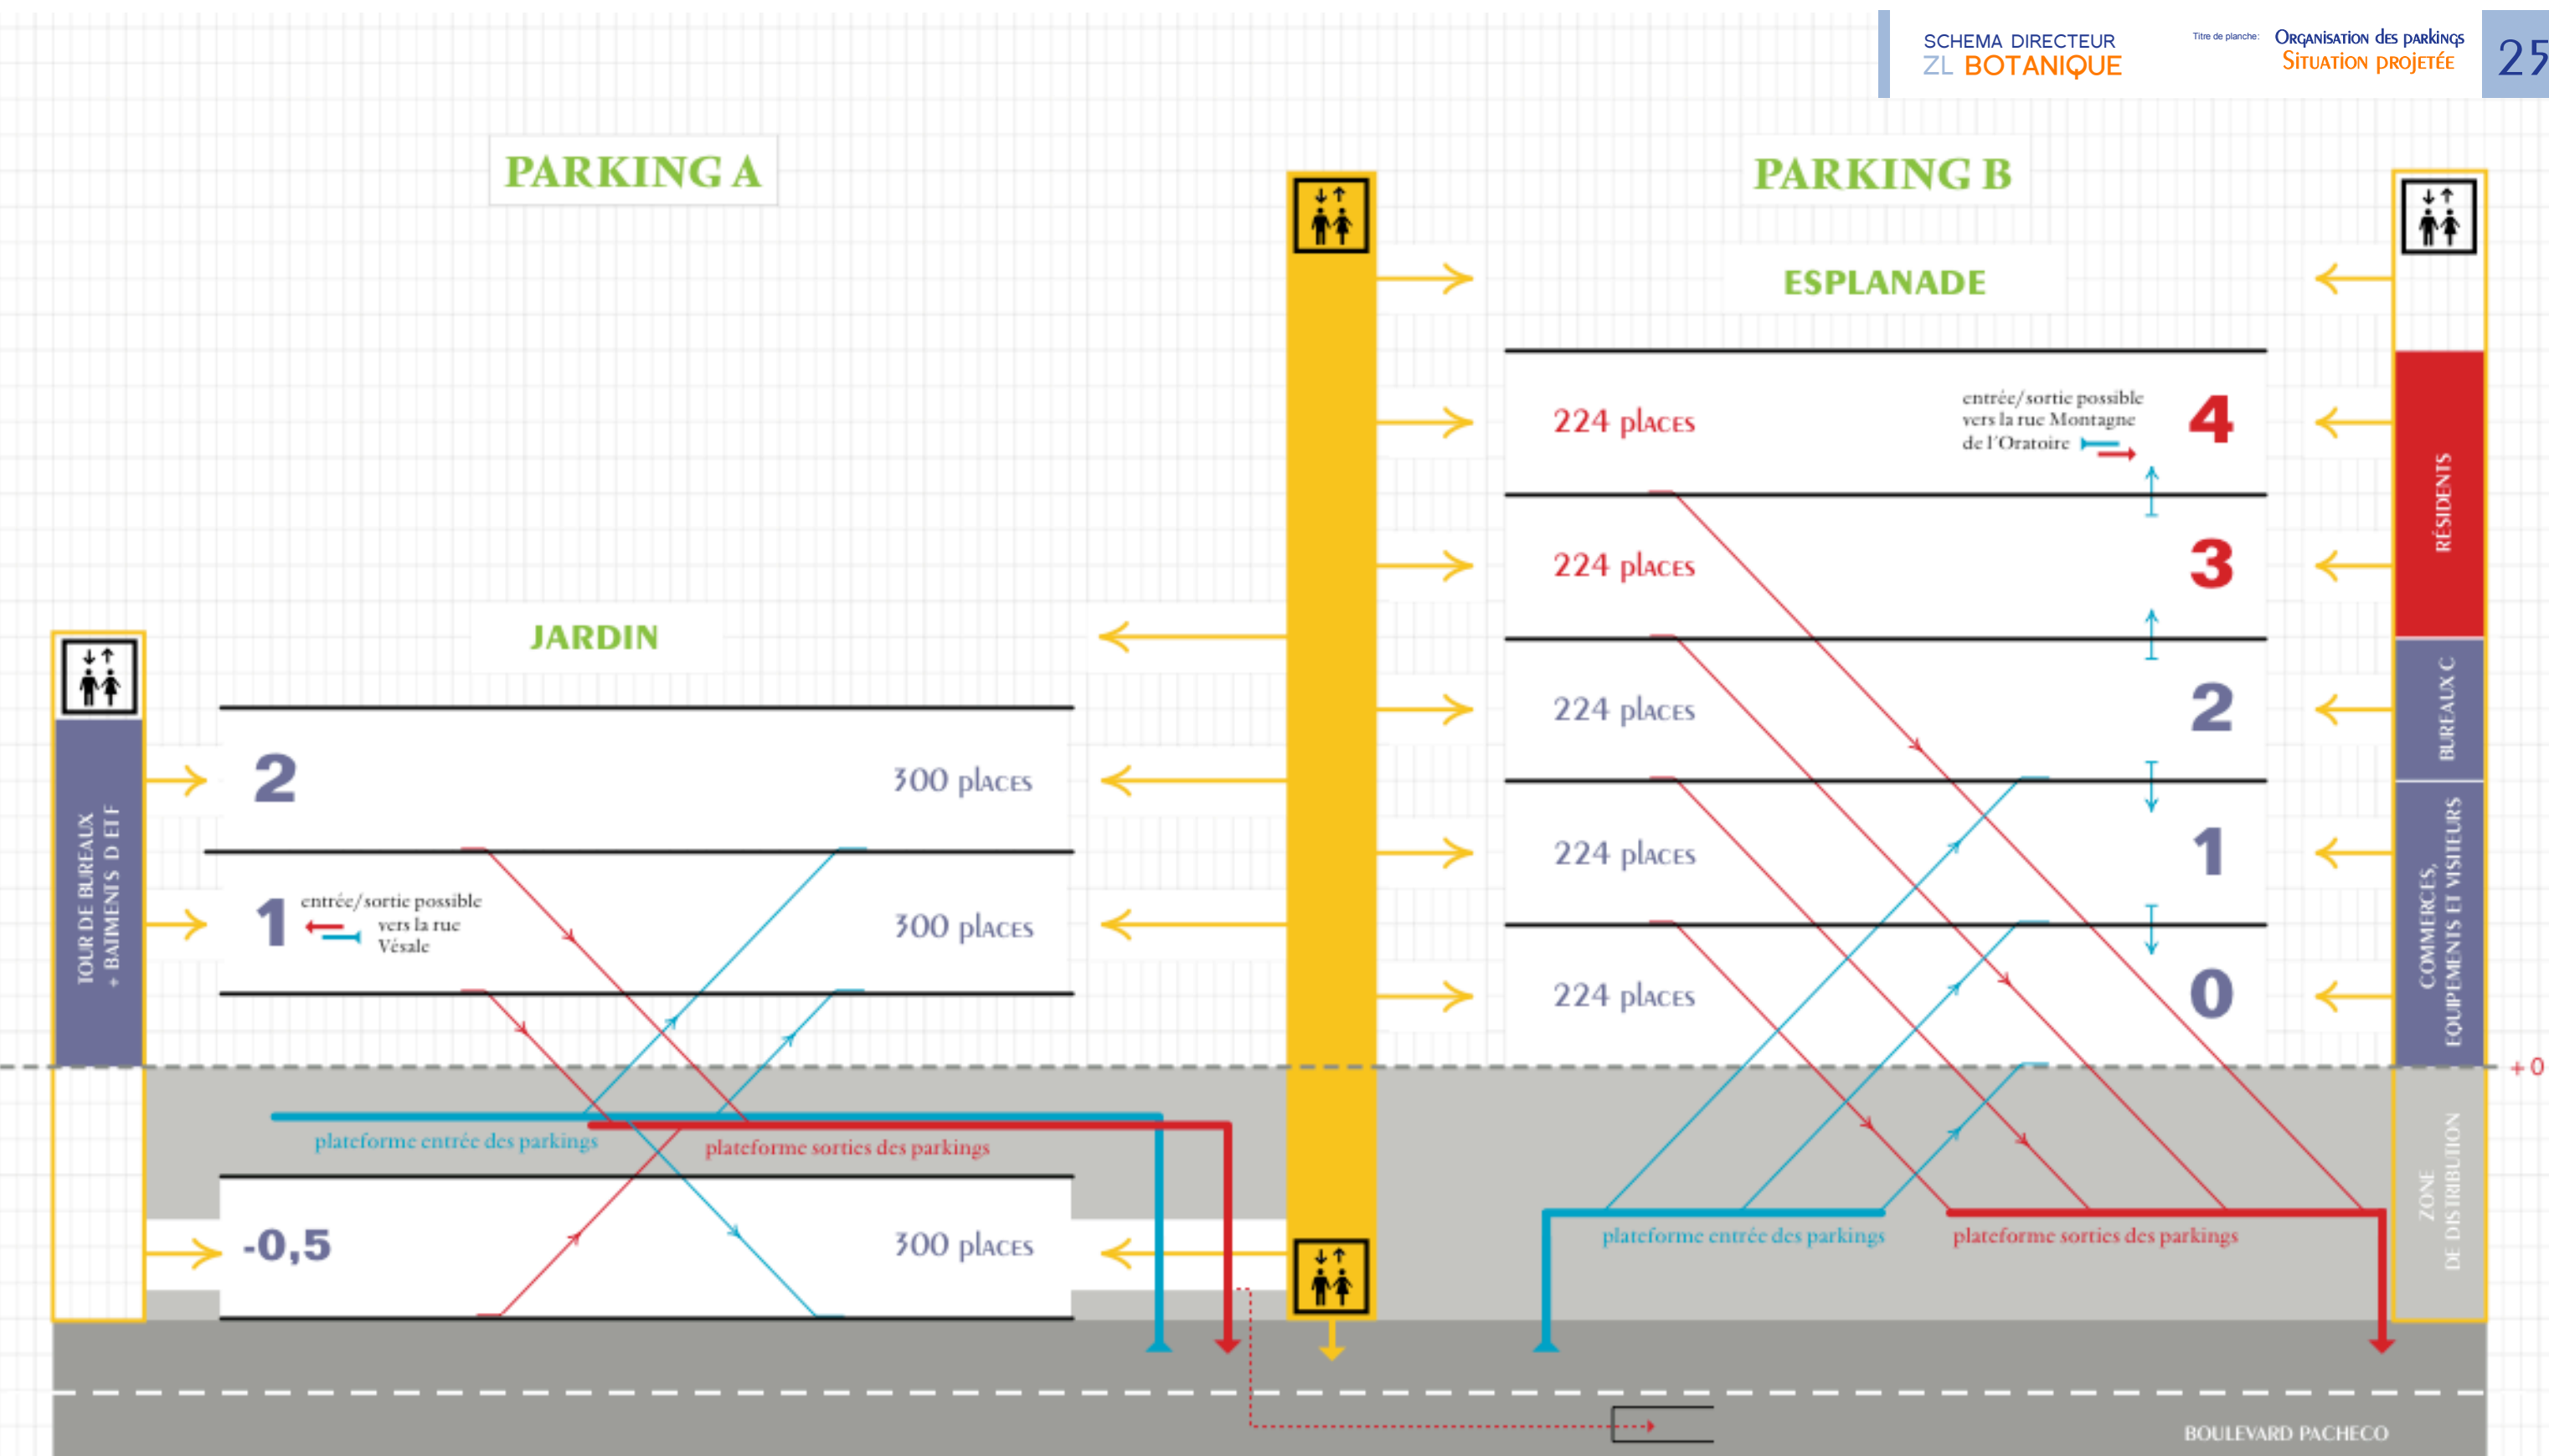 SCHEMA DIRECTEUR
ZL BOTANIQUE
Titre de planche: Organisation des parkings
Situation projetée
25
PARKING A
PARKING B
ESPLANADE
224 places
entrée/sortie possible
vers la rue Montagne
de l'Oratoire
4
224 places
3
JARDIN
224 places
2
2
300 places
224 places
1
1
entrée/sortie possible
vers la rue
Vésale
300 places
224 places
0
TOUR DE BUREAUX
+ BATIMENTS D ET F
RÉSIDENTS
BUREAUX C
COMMERCES,
EQUIPEMENTS ET VISITEURS
+0
ZONE
DE DISTRIBUTION
plateforme entrée des parkings
plateforme sorties des parkings
-0,5
300 places
plateforme entrée des parkings
plateforme sorties des parkings
BOULEVARD PACHECO